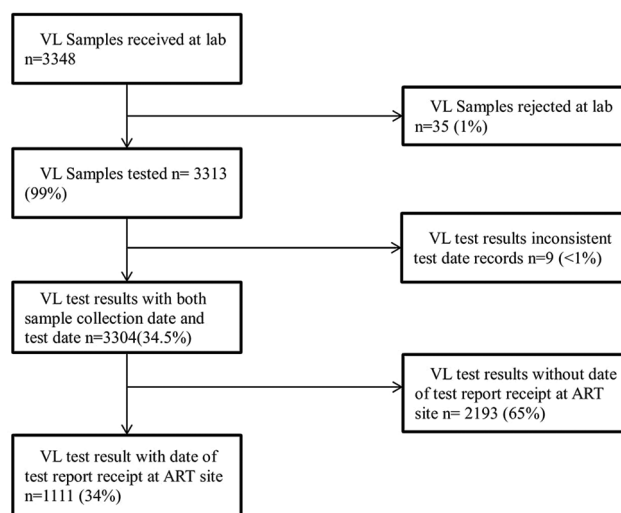 VL Samples received at lab
n=3348
VL Samples rejected at lab
n=35 (1%)
VL Samples tested n= 3313
(99%)
VL test results inconsistent
test date records n=9 (<1%)
VL test results with both
sample collection date and
test date n=3304(34.5%)
VL test results without date
of test report receipt at ART
site n= 2193 (65%)
VL test result with date of
test report receipt at ART site
n=1111 (34%)